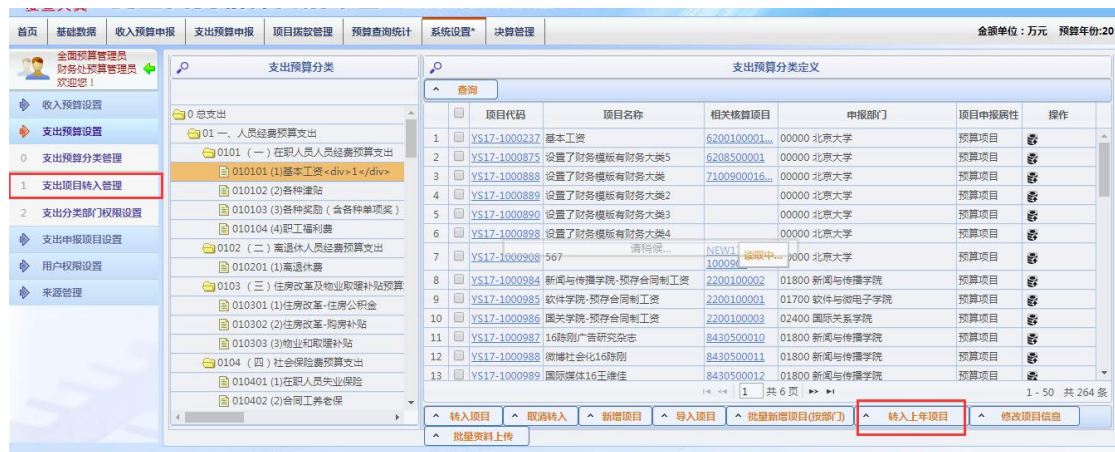 首页 基础数据 收入预算申报 支出预算申报 项目拨款管理 预算查询统计 系统设置* 决算管理 金额单位：万元 预算年份:20
全面预算管理员
财务处预算管理员
欢迎您！
收入预算设置
支出预算设置
0 支出预算分类管理
1 支出项目转入管理
2 支出分类部门权限设置
支出申报项目设置
用户权限设置
来源管理
支出预算分类
0 总支出
01 一、人员经费预算支出
0101 （一）在职人员人员经费预算支出
010101 (1)基本工资<div>1</div>
010102 (2)各种津贴
010103 (3)各种奖励（含各种单项奖）
010104 (4)职工福利费
0102 （二）离退休人员经费预算支出
010201 (1)离退休费
0103 （三）住房改革及物业取暖补贴预算
010301 (1)住房改革-住房公积金
010302 (2)住房改革-购房补贴
010303 (3)物业和取暖补贴
0104 （四）社会保险费预算支出
010401 (1)在职人员失业保险
010402 (2)合同工养老保
支出预算分类定义
查询
项目代码 项目名称 相关核算项目 申报部门 项目申报属性 操作
1 YS17-1000237 基本工资 6200100001... 00000 北京大学 预算项目
2 YS17-1000875 设置了财务模版有财务大类5 6208500001 00000 北京大学 预算项目
3 YS17-1000888 设置了财务模版有财务大类 7100900016... 00000 北京大学 预算项目
4 YS17-1000889 设置了财务模版有财务大类2 00000 北京大学 预算项目
5 YS17-1000890 设置了财务模版有财务大类3 00000 北京大学 预算项目
6 YS17-1000898 设置了财务模版有财务大类4 00000 北京大学 预算项目
请稍候...
读取中...
7 YS17-1000908 567 NEW1 100090 0000 北京大学 预算项目
8 YS17-1000984 新闻与传播学院-预存合同制工资 2200100002 01800 新闻与传播学院 预算项目
9 YS17-1000985 软件学院-预存合同制工资 2200100001 01700 软件与微电子学院 预算项目
10 YS17-1000986 国关学院-预存合同制工资 2200100003 02400 国际关系学院 预算项目
11 YS17-1000987 16陈刚广告研究杂志 8430500010 01800 新闻与传播学院 预算项目
12 YS17-1000988 微博社会化16陈刚 8430500011 01800 新闻与传播学院 预算项目
13 YS17-1000989 国际媒体16王维佳 8430500012 01800 新闻与传播学院 预算项目
1 共 6 页 1 - 50 共 264 条
转入项目 取消转入 新增项目 导入项目 批量新增项目(按部门) 转入上年项目 修改项目信息
批量资料上传